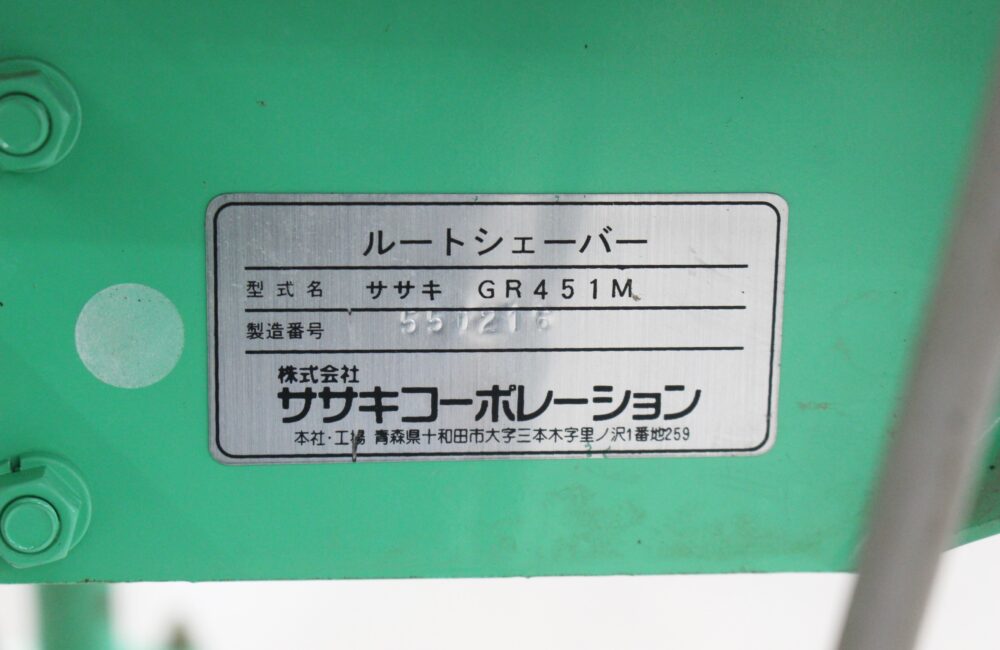 ルートシェーバー
型式名 ササキ GR451M
製造番号 551216
株式会社
ササキコーポレーション
本社・工場 青森県十和田市大字三本木字里ノ沢1番地259